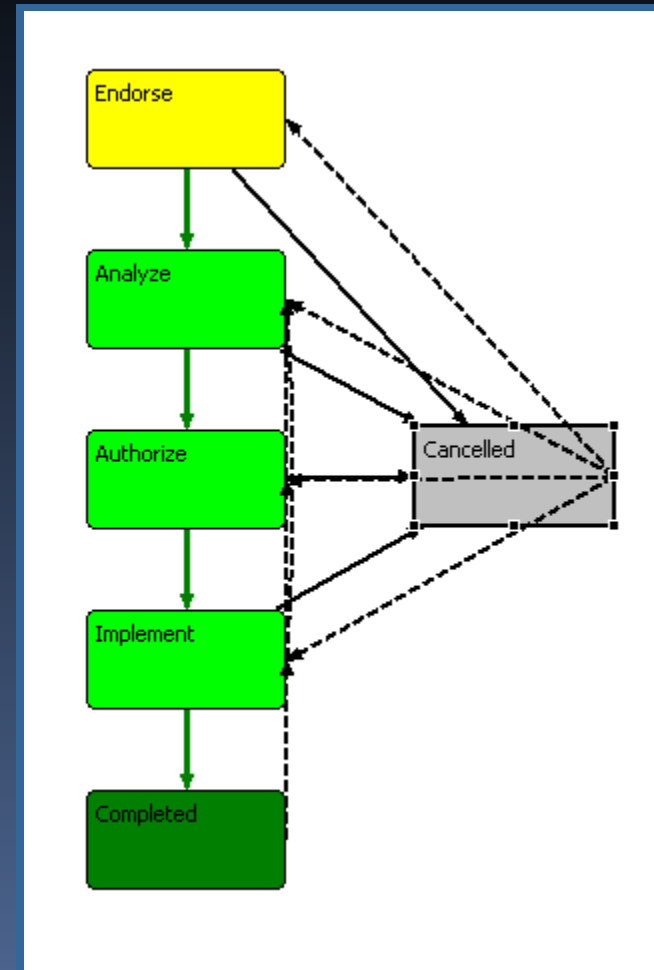 Endorse
Analyze
Authorize
Cancelled
Implement
Completed